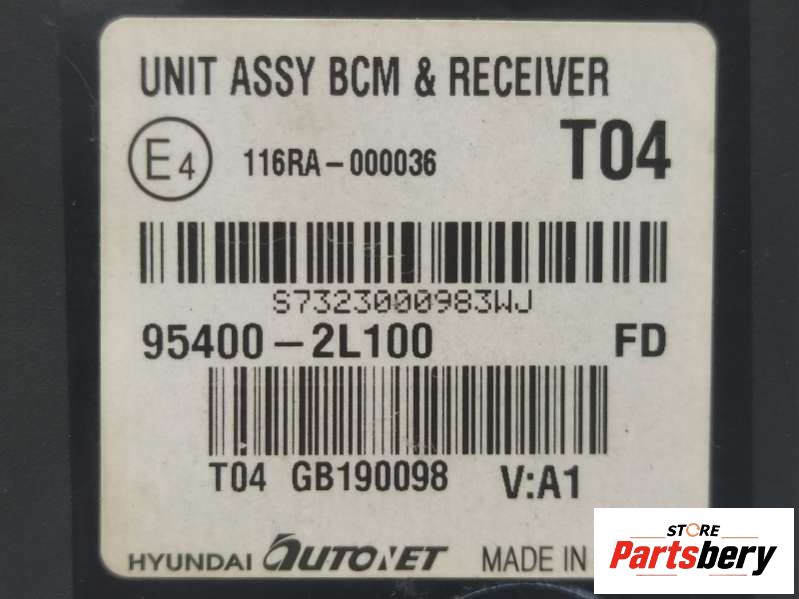 UNIT ASSY BCM & RECEIVER
E4 116RA-000036 T04
S7323000983WJ
95400-2L100 FD
T04 GB190098 V:A1
HYUNDAI AUTONET MADE IN
STORE
Partsbery